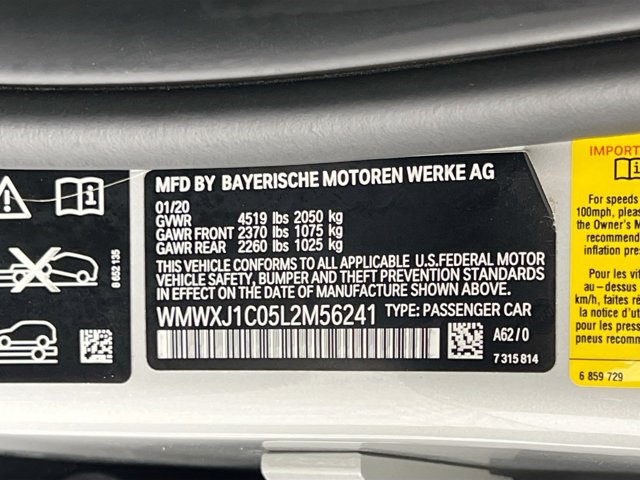 MFD BY BAYERISCHE MOTOREN WERKE AG
01/20
GVWR 4519 lbs 2050 kg
GAWR FRONT 2370 lbs 1075 kg
GAWR REAR 2260 lbs 1025 kg
THIS VEHICLE CONFORMS TO ALL APPLICABLE U.S.FEDERAL MOTOR
VEHICLE SAFETY, BUMPER AND THEFT PREVENTION STANDARDS
IN EFFECT ON THE DATE OF MANUFACTURE SHOWN ABOVE.
WMWXJ1C05L2M56241 TYPE: PASSENGER CAR
A62/0
7 315 814
8 652 135
IMPORT
For speeds
100mph, pleas
the Owner's M
recommend
inflation pres
Pour les vit
au-dessus d
km/h, faites ré
la notice d'ut
pour les press
pneus recomm
6 859 729